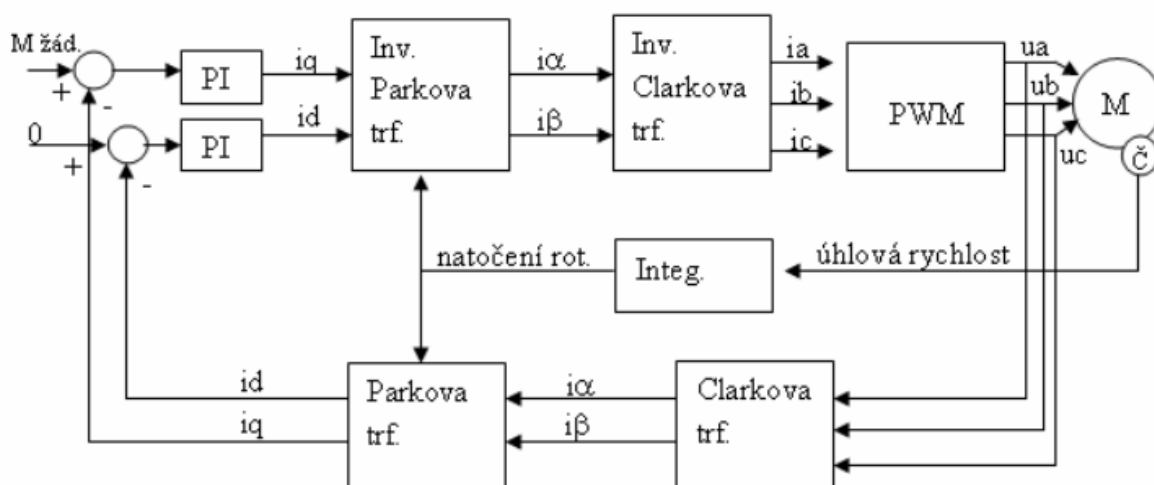 M žád.
+
-
PI
iq
Inv.
Parkova
trf.
iα
iβ
Inv.
Clarkova
trf.
ia
ib
ic
PWM
ua
ub
uc
M
Č
0
+
-
PI
id
natočení rot.
Integ.
úhlová rychlost
id
iq
Parkova
trf.
iα
iβ
Clarkova
trf.